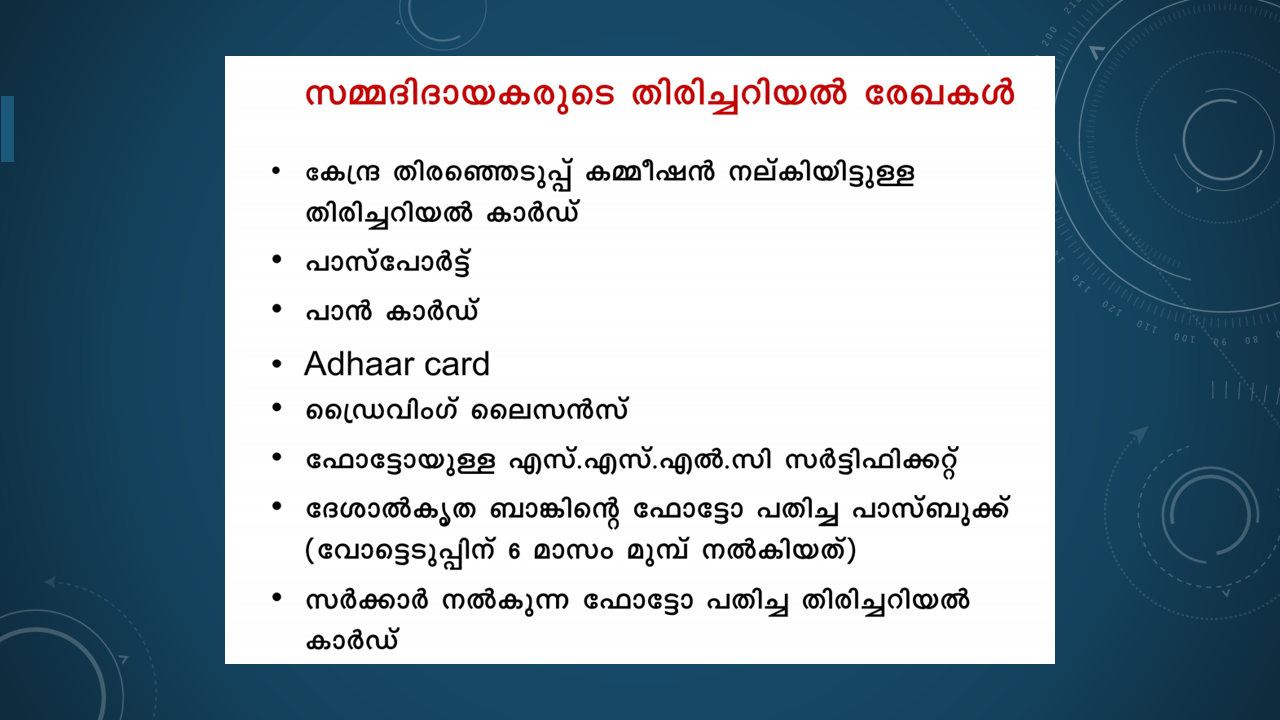 സമ്മദിദായകരുടെ തിരിച്ചറിയൽ രേഖകൾ
• കേന്ദ്ര തിരഞ്ഞെടുപ്പ് കമ്മീഷൻ നല്കിയിട്ടുള്ള
തിരിച്ചറിയൽ കാർഡ്
• പാസ്പോർട്ട്
• പാൻ കാർഡ്
• Adhaar card
• ഡ്രൈവിംഗ് ലൈസൻസ്
• ഫോട്ടോയുള്ള എസ്.എസ്.എൽ.സി സർട്ടിഫിക്കറ്റ്
• ദേശാൽകൃത ബാങ്കിന്റെ ഫോട്ടോ പതിച്ച പാസ്ബുക്ക്
(വോട്ടെടുപ്പിന് 6 മാസം മുമ്പ് നൽകിയത്)
• സർക്കാർ നൽകുന്ന ഫോട്ടോ പതിച്ച തിരിച്ചറിയൽ
കാർഡ്